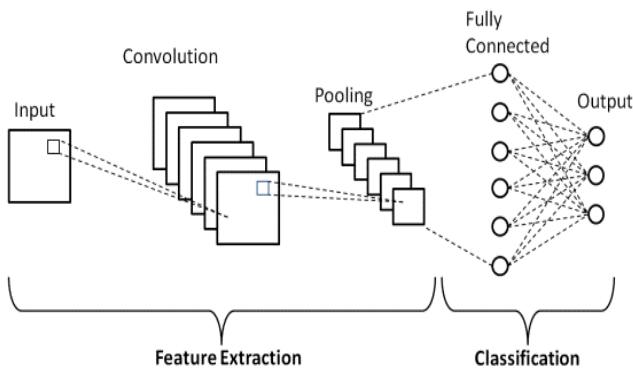 Input
Convolution
Pooling
Fully
Connected
Output
Feature Extraction
Classification